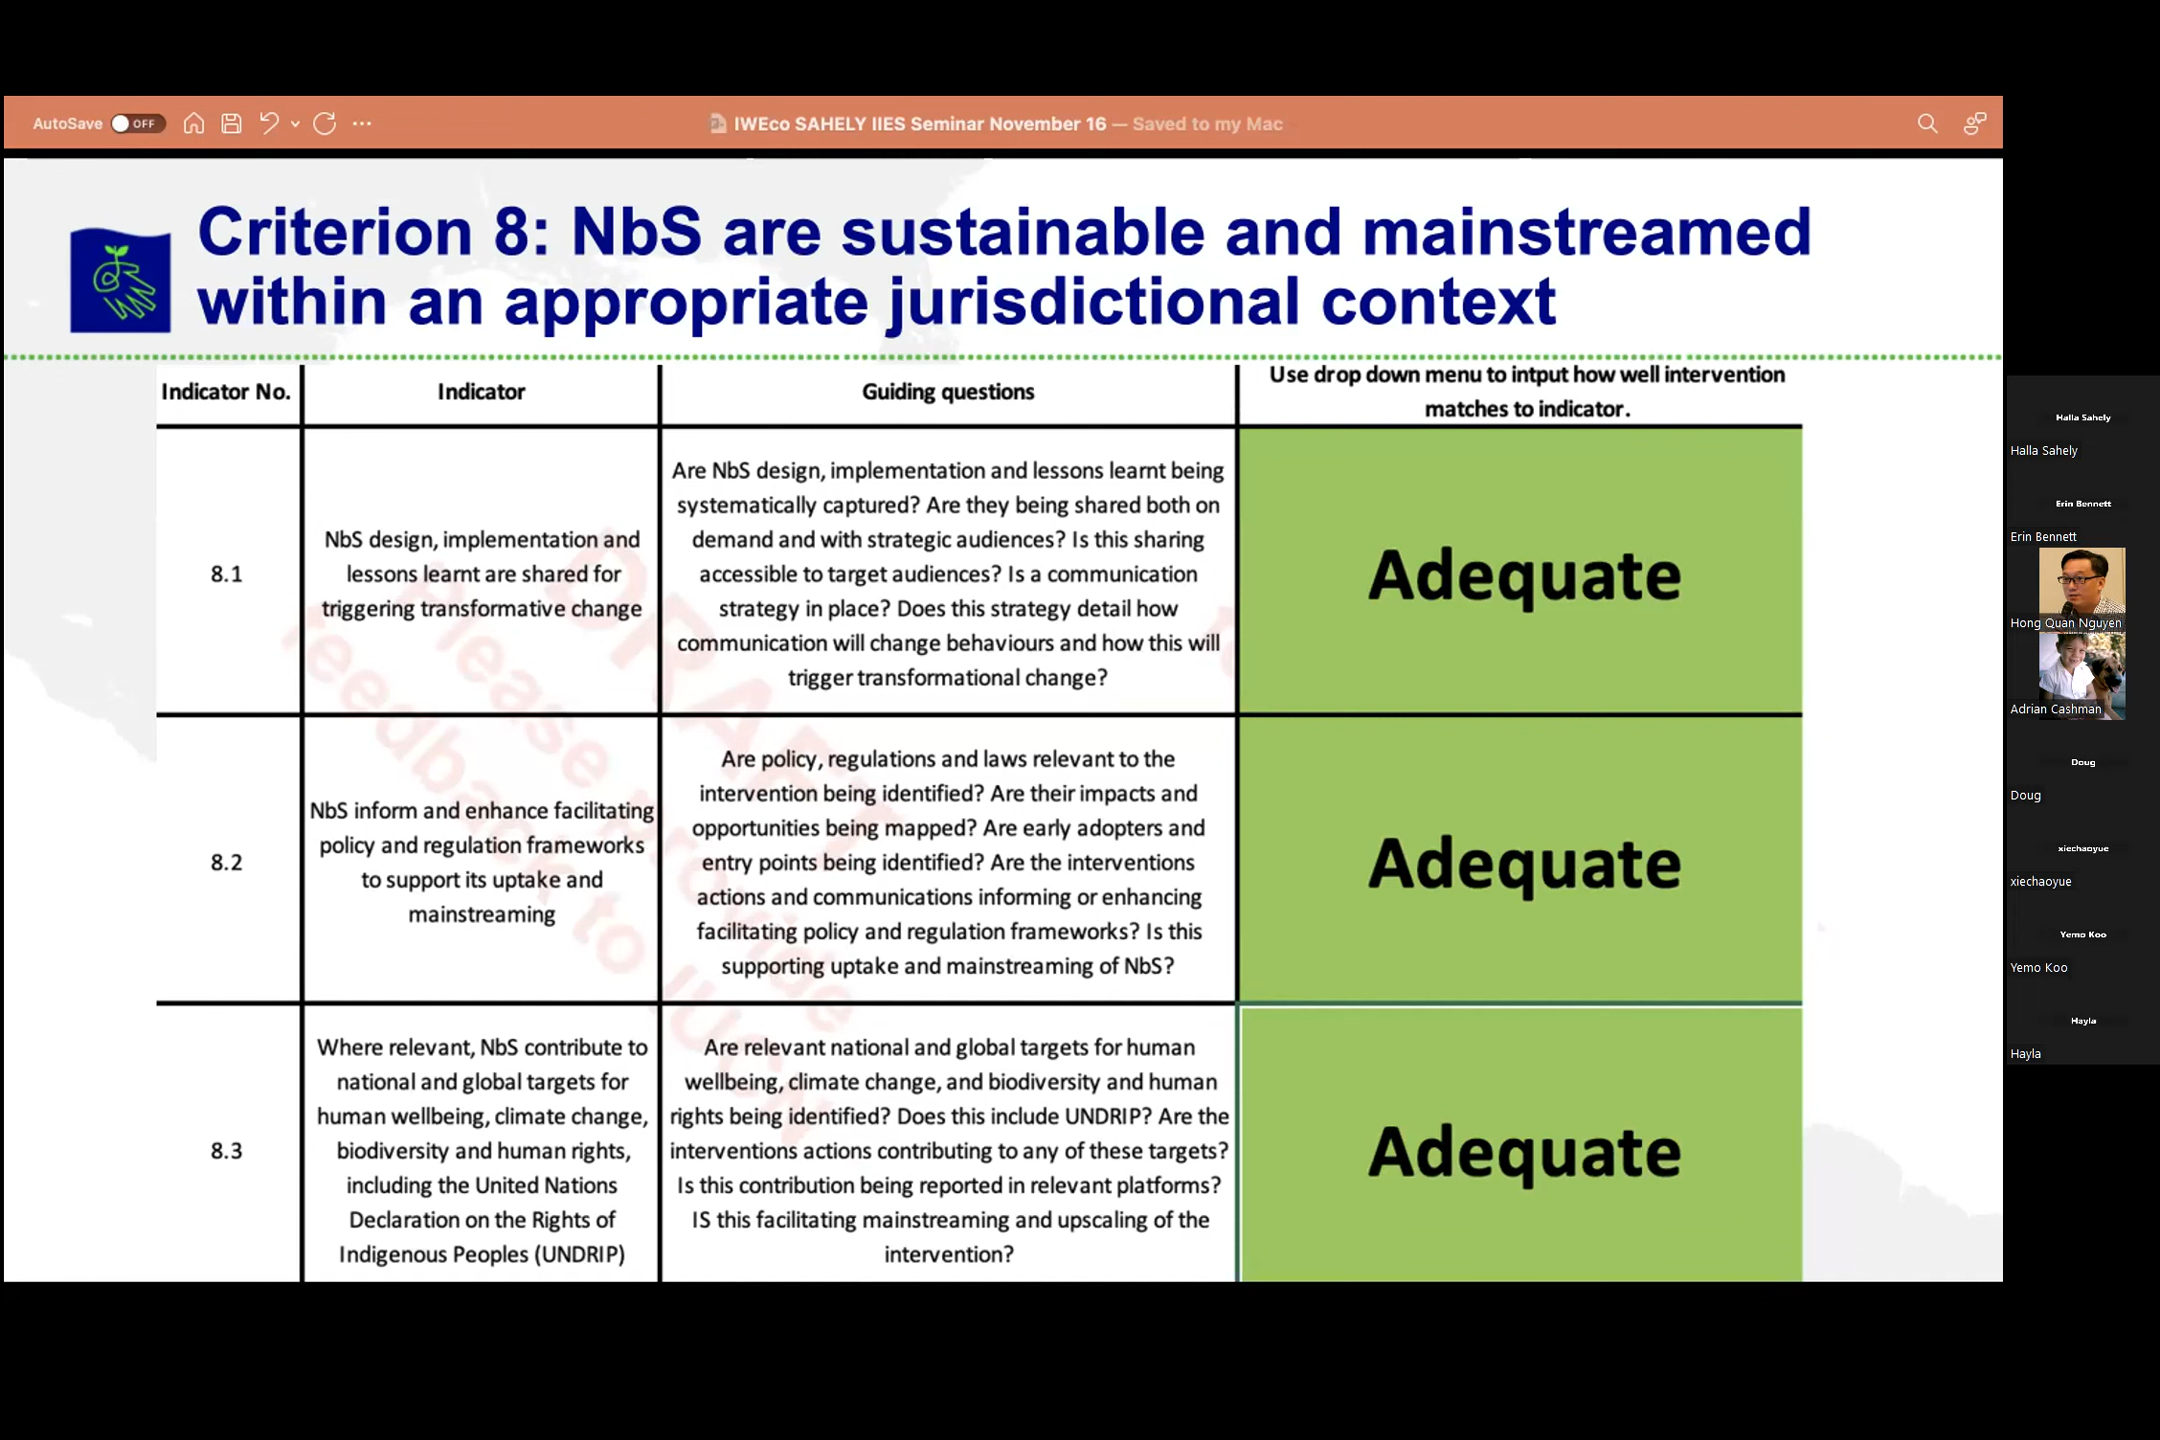 AutoSave OFF
IWEco SAHELY IIES Seminar November 16 — Saved to my Mac
Criterion 8: NbS are sustainable and mainstreamed
within an appropriate jurisdictional context
Indicator No.
Indicator
Guiding questions
Use drop down menu to intput how well intervention
matches to indicator.
8.1
NbS design, implementation and
lessons learnt are shared for
triggering transformative change
Are NbS design, implementation and lessons learnt being
systematically captured? Are they being shared both on
demand and with strategic audiences? Is this sharing
accessible to target audiences? Is a communication
strategy in place? Does this strategy detail how
communication will change behaviours and how this will
trigger transformational change?
Adequate
8.2
NbS inform and enhance facilitating
policy and regulation frameworks
to support its uptake and
mainstreaming
Are policy, regulations and laws relevant to the
intervention being identified? Are their impacts and
opportunities being mapped? Are early adopters and
entry points being identified? Are the interventions
actions and communications informing or enhancing
facilitating policy and regulation frameworks? Is this
supporting uptake and mainstreaming of NbS?
Adequate
8.3
Where relevant, NbS contribute to
national and global targets for
human wellbeing, climate change,
biodiversity and human rights,
including the United Nations
Declaration on the Rights of
Indigenous Peoples (UNDRIP)
Are relevant national and global targets for human
wellbeing, climate change, and biodiversity and human
rights being identified? Does this include UNDRIP? Are the
interventions actions contributing to any of these targets?
Is this contribution being reported in relevant platforms?
IS this facilitating mainstreaming and upscaling of the
intervention?
Adequate
DRAFT
Please provide
feedback to IUCN
Halla Sahely
Halla Sahely
Erin Bennett
Erin Bennett
Hong Quan Nguyen
Adrian Cashman
Doug
Doug
xiechaoyue
xiechaoyue
Yemo Koo
Yemo Koo
Hayla
Hayla